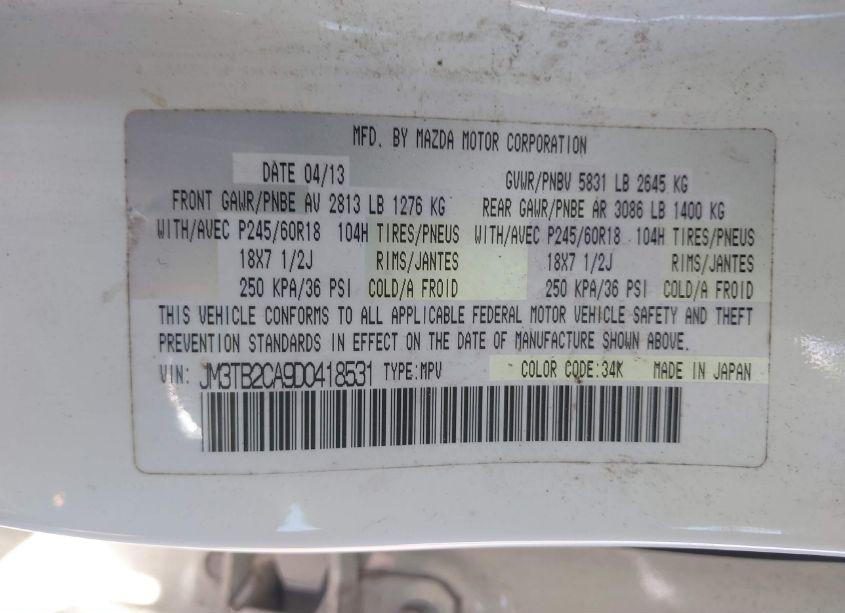 MFD. BY MAZDA MOTOR CORPORATION
DATE 04/13 GVWR/PNBV 5831 LB 2645 KG
FRONT GAWR/PNBE AV 2813 LB 1276 KG REAR GAWR/PNBE AR 3086 LB 1400 KG
WITH/AVEC P245/60R18 104H TIRES/PNEUS WITH/AVEC P245/60R18 104H TIRES/PNEUS
18X7 1/2J RIMS/JANTES 18X7 1/2J RIMS/JANTES
250 KPA/36 PSI COLD/A FROID 250 KPA/36 PSI COLD/A FROID
THIS VEHICLE CONFORMS TO ALL APPLICABLE FEDERAL MOTOR VEHICLE SAFETY AND THEFT
PREVENTION STANDARDS IN EFFECT ON THE DATE OF MANUFACTURE SHOWN ABOVE.
VIN: JM3TB2CA9D0418531 TYPE:MPV COLOR CODE:34K MADE IN JAPAN